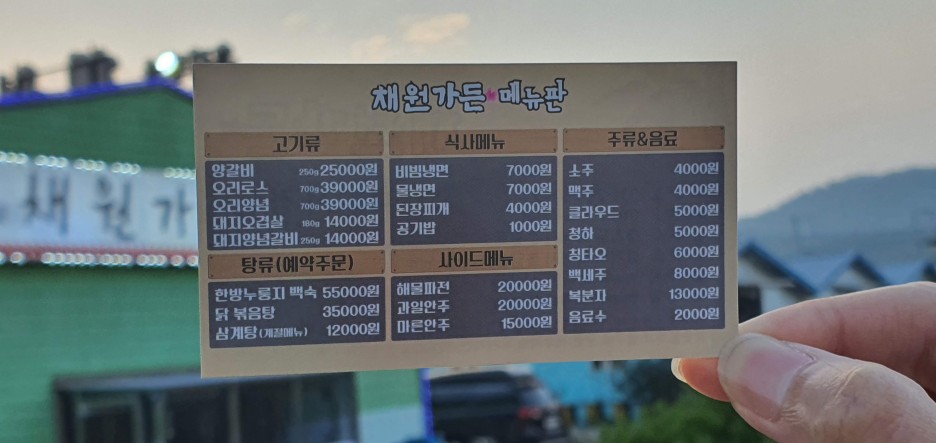 채원가든 메뉴판
고기류
양갈비 250g 25000원
오리로스 700g 39000원
오리양념 700g 39000원
돼지오겹살 160g 14000원
돼지양념갈비 250g 14000원
탕류(예약주문)
한방누룽지 백숙 55000원
닭 볶음탕 35000원
삼계탕(계절메뉴) 12000원
식사메뉴
비빔냉면 7000원
물냉면 7000원
된장찌개 4000원
공기밥 1000원
사이드메뉴
해물파전 20000원
과일안주 20000원
마른안주 15000원
주류&음료
소주 4000원
맥주 4000원
클라우드 5000원
청하 5000원
칭타오 6000원
백세주 8000원
복분자 13000원
음료수 2000원
채원가